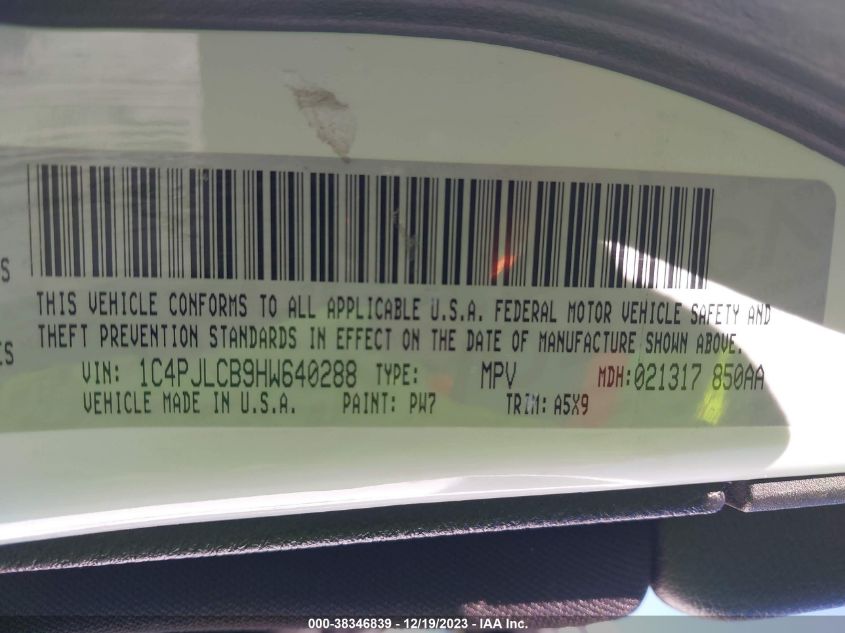 S
THIS VEHICLE CONFORMS TO ALL APPLICABLE U.S.A. FEDERAL MOTOR VEHICLE SAFETY AND
ES THEFT PREVENTION STANDARDS IN EFFECT ON THE DATE OF MANUFACTURE SHOWN ABOVE.
VIN: 1C4PJLCB9HW640288 TYPE: MPV MDH:021317 850AA
VEHICLE MADE IN U.S.A. PAINT: PW7 TRIM: A5X9
000-38346839 - 12/19/2023 - IAA Inc.